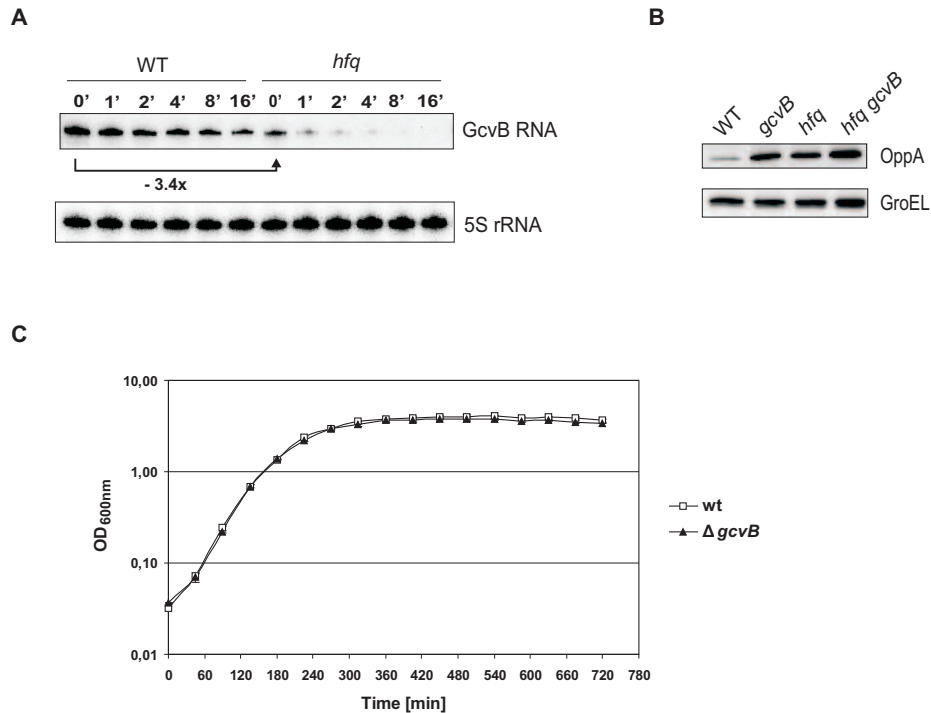 A
WT hfq
0’ 1’ 2’ 4’ 8’ 16’ 0’ 1’ 2’ 4’ 8’ 16’
GcvB RNA
- 3.4x
5S rRNA
B
WT gcvB hfq hfq gcvB
OppA
GroEL
C
10,00
1,00
0,10
0,01
OD600nm
0 60 120 180 240 300 360 420 480 540 600 660 720 780
Time [min]
wt
Δ gcvB